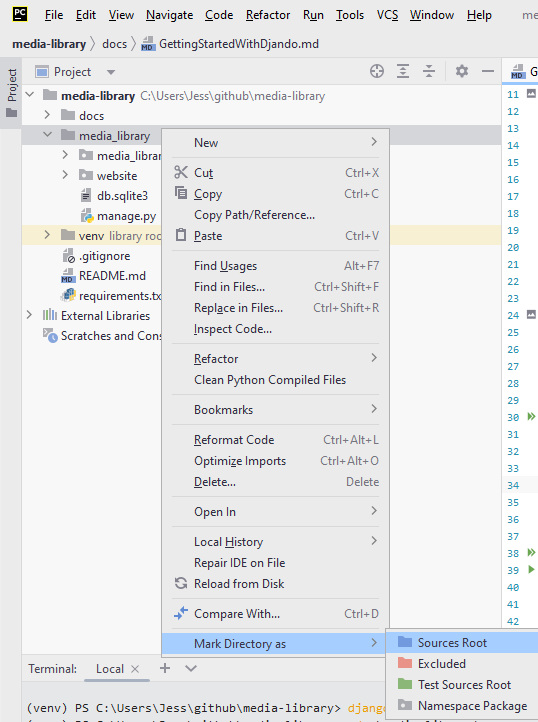 PC File Edit View Navigate Code Refactor Run Tools VCS Window Help me
media-library docs GettingStartedWithDjando.md
Project
Project
G
media-library C:\Users\Jess\github\media-library
docs
media_library
media_librar
website
db.sqlite3
manage.py
venv library roo
.gitignore
README.md
requirements.tx
External Libraries
Scratches and Cons
New
Cut Ctrl+X
Copy Ctrl+C
Copy Path/Reference...
Paste Ctrl+V
Find Usages Alt+F7
Find in Files... Ctrl+Shift+F
Replace in Files... Ctrl+Shift+R
Inspect Code...
Refactor
Clean Python Compiled Files
Bookmarks
Reformat Code Ctrl+Alt+L
Optimize Imports Ctrl+Alt+O
Delete... Delete
Open In
Local History
Repair IDE on File
Reload from Disk
Compare With... Ctrl+D
Mark Directory as
Sources Root
Excluded
Test Sources Root
Namespace Package
11
12
13
14
15
16
17
18
19
20
21
22
23
24
25
26
27
28
29
30
31
32
33
34
35
36
37
38
39
40
41
42
Terminal: Local
(venv) PS C:\Users\Jess\github\media-library> djang